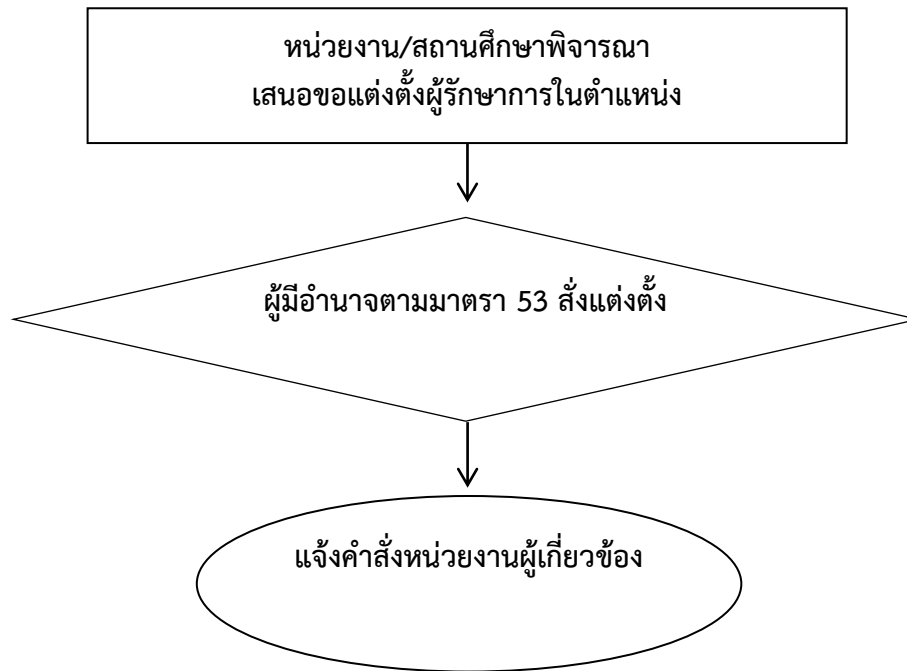 หน่วยงาน/สถานศึกษาพิจารณา
เสนอขอแต่งตั้งผู้รักษาการในตำแหน่ง
ผู้มีอำนาจตามมาตรา 53 สั่งแต่งตั้ง
แจ้งคำสั่งหน่วยงานผู้เกี่ยวข้อง